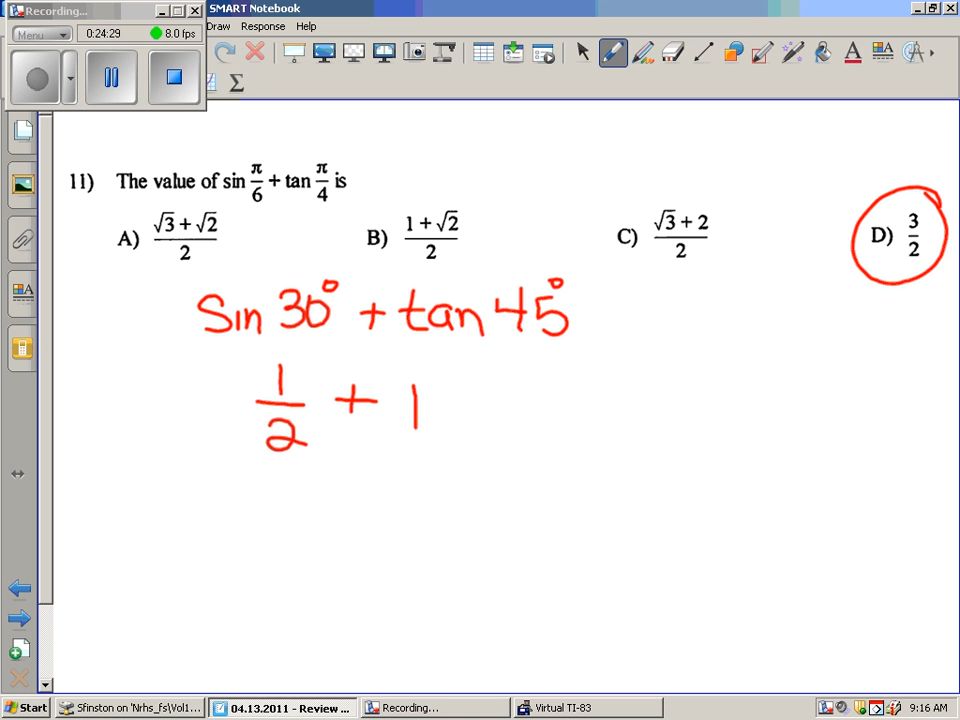 Recording...
SMART Notebook
Menu
0:24:29
8.0 fps
Draw Response Help
Σ
11) The value of sin π/6 + tan π/4 is
A) (√3 + √2)/2 B) (1 + √2)/2 C) (√3 + 2)/2 D) 3/2
sin 30° + tan 45°
1/2 + 1
Start Sfinston on 'Nrhs_fs\Vol1... 04.13.2011 - Review ... Recording... Virtual TI-83 9:16 AM